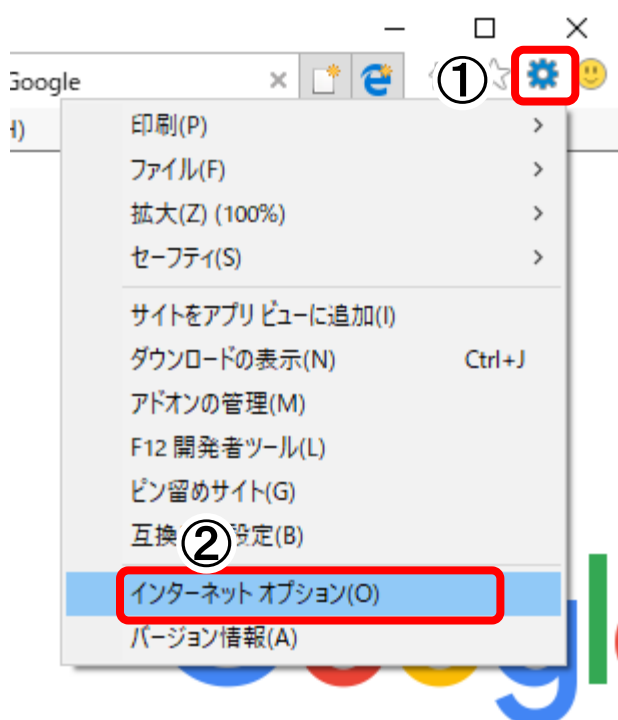 Google
①
H)
印刷(P)
ファイル(F)
拡大(Z) (100%)
セーフティ(S)
サイトをアプリ ビューに追加(I)
ダウンロードの表示(N) Ctrl+J
アドオンの管理(M)
F12 開発者ツール(L)
ピン留めサイト(G)
互換 設定(B)
②
インターネット オプション(O)
バージョン情報(A)